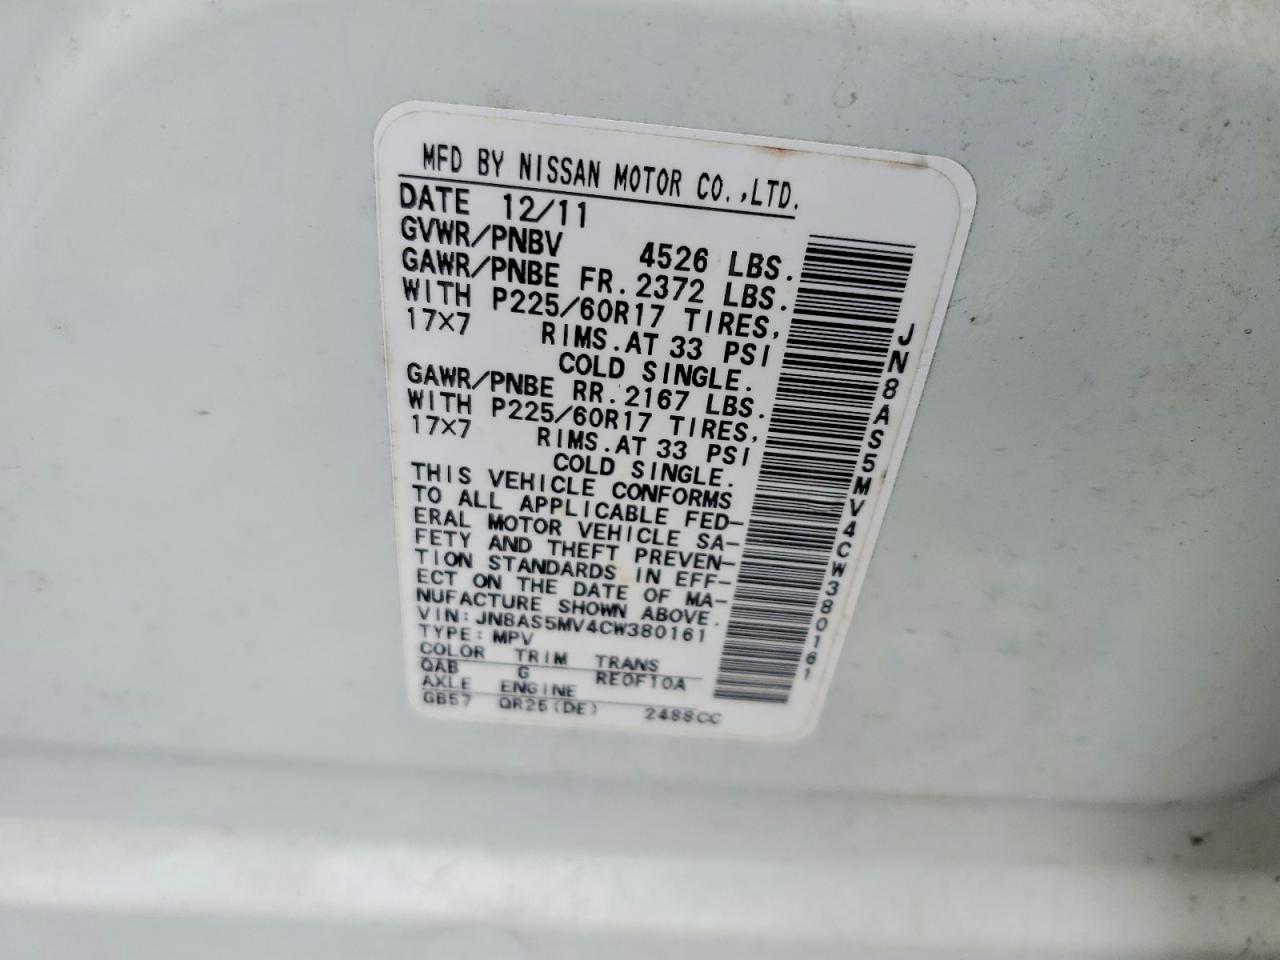 MFD BY NISSAN MOTOR CO.,LTD.
DATE 12/11
GVWR/PNBV 4526 LBS.
GAWR/PNBE FR.2372 LBS.
WITH P225/60R17 TIRES,
17×7 RIMS.AT 33 PSI
COLD SINGLE.
GAWR/PNBE RR.2167 LBS.
WITH P225/60R17 TIRES,
17×7 RIMS.AT 33 PSI
COLD SINGLE.
THIS VEHICLE CONFORMS
TO ALL APPLICABLE FED-
ERAL MOTOR VEHICLE SA-
FETY AND THEFT PREVEN-
TION STANDARDS IN EFF-
ECT ON THE DATE OF MA-
NUFACTURE SHOWN ABOVE.
VIN: JN8AS5MV4CW380161
TYPE: MPV
COLOR TRIM TRANS
QAB G RE0F10A
AXLE ENGINE
GB57 QR25(DE) 2488CC
JN8AS5MV4CW380161